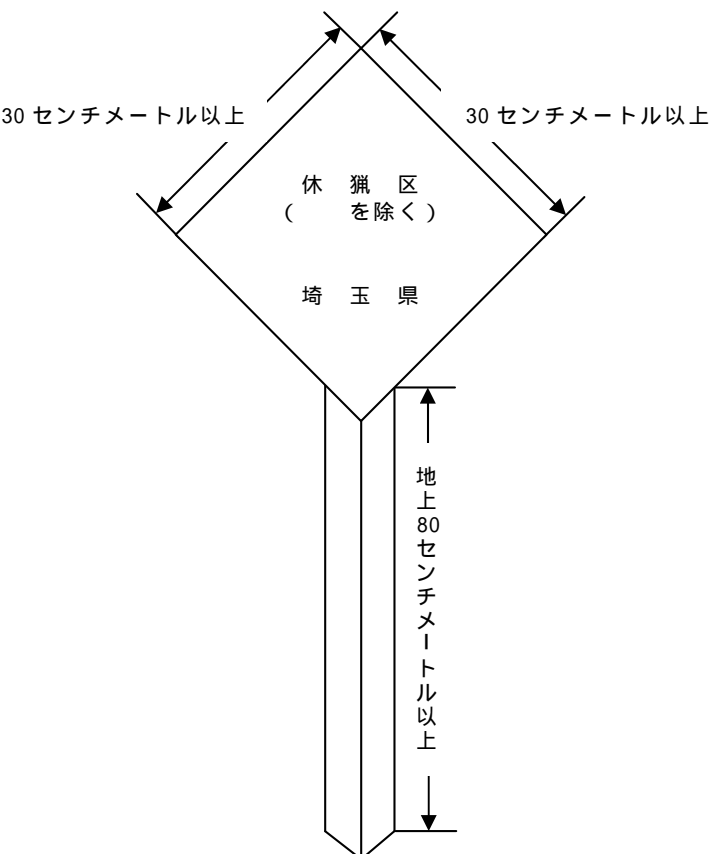 30 センチメートル以上
30 センチメートル以上
休 猟 区
( を除く)
埼 玉 県
地上80センチメートル以上